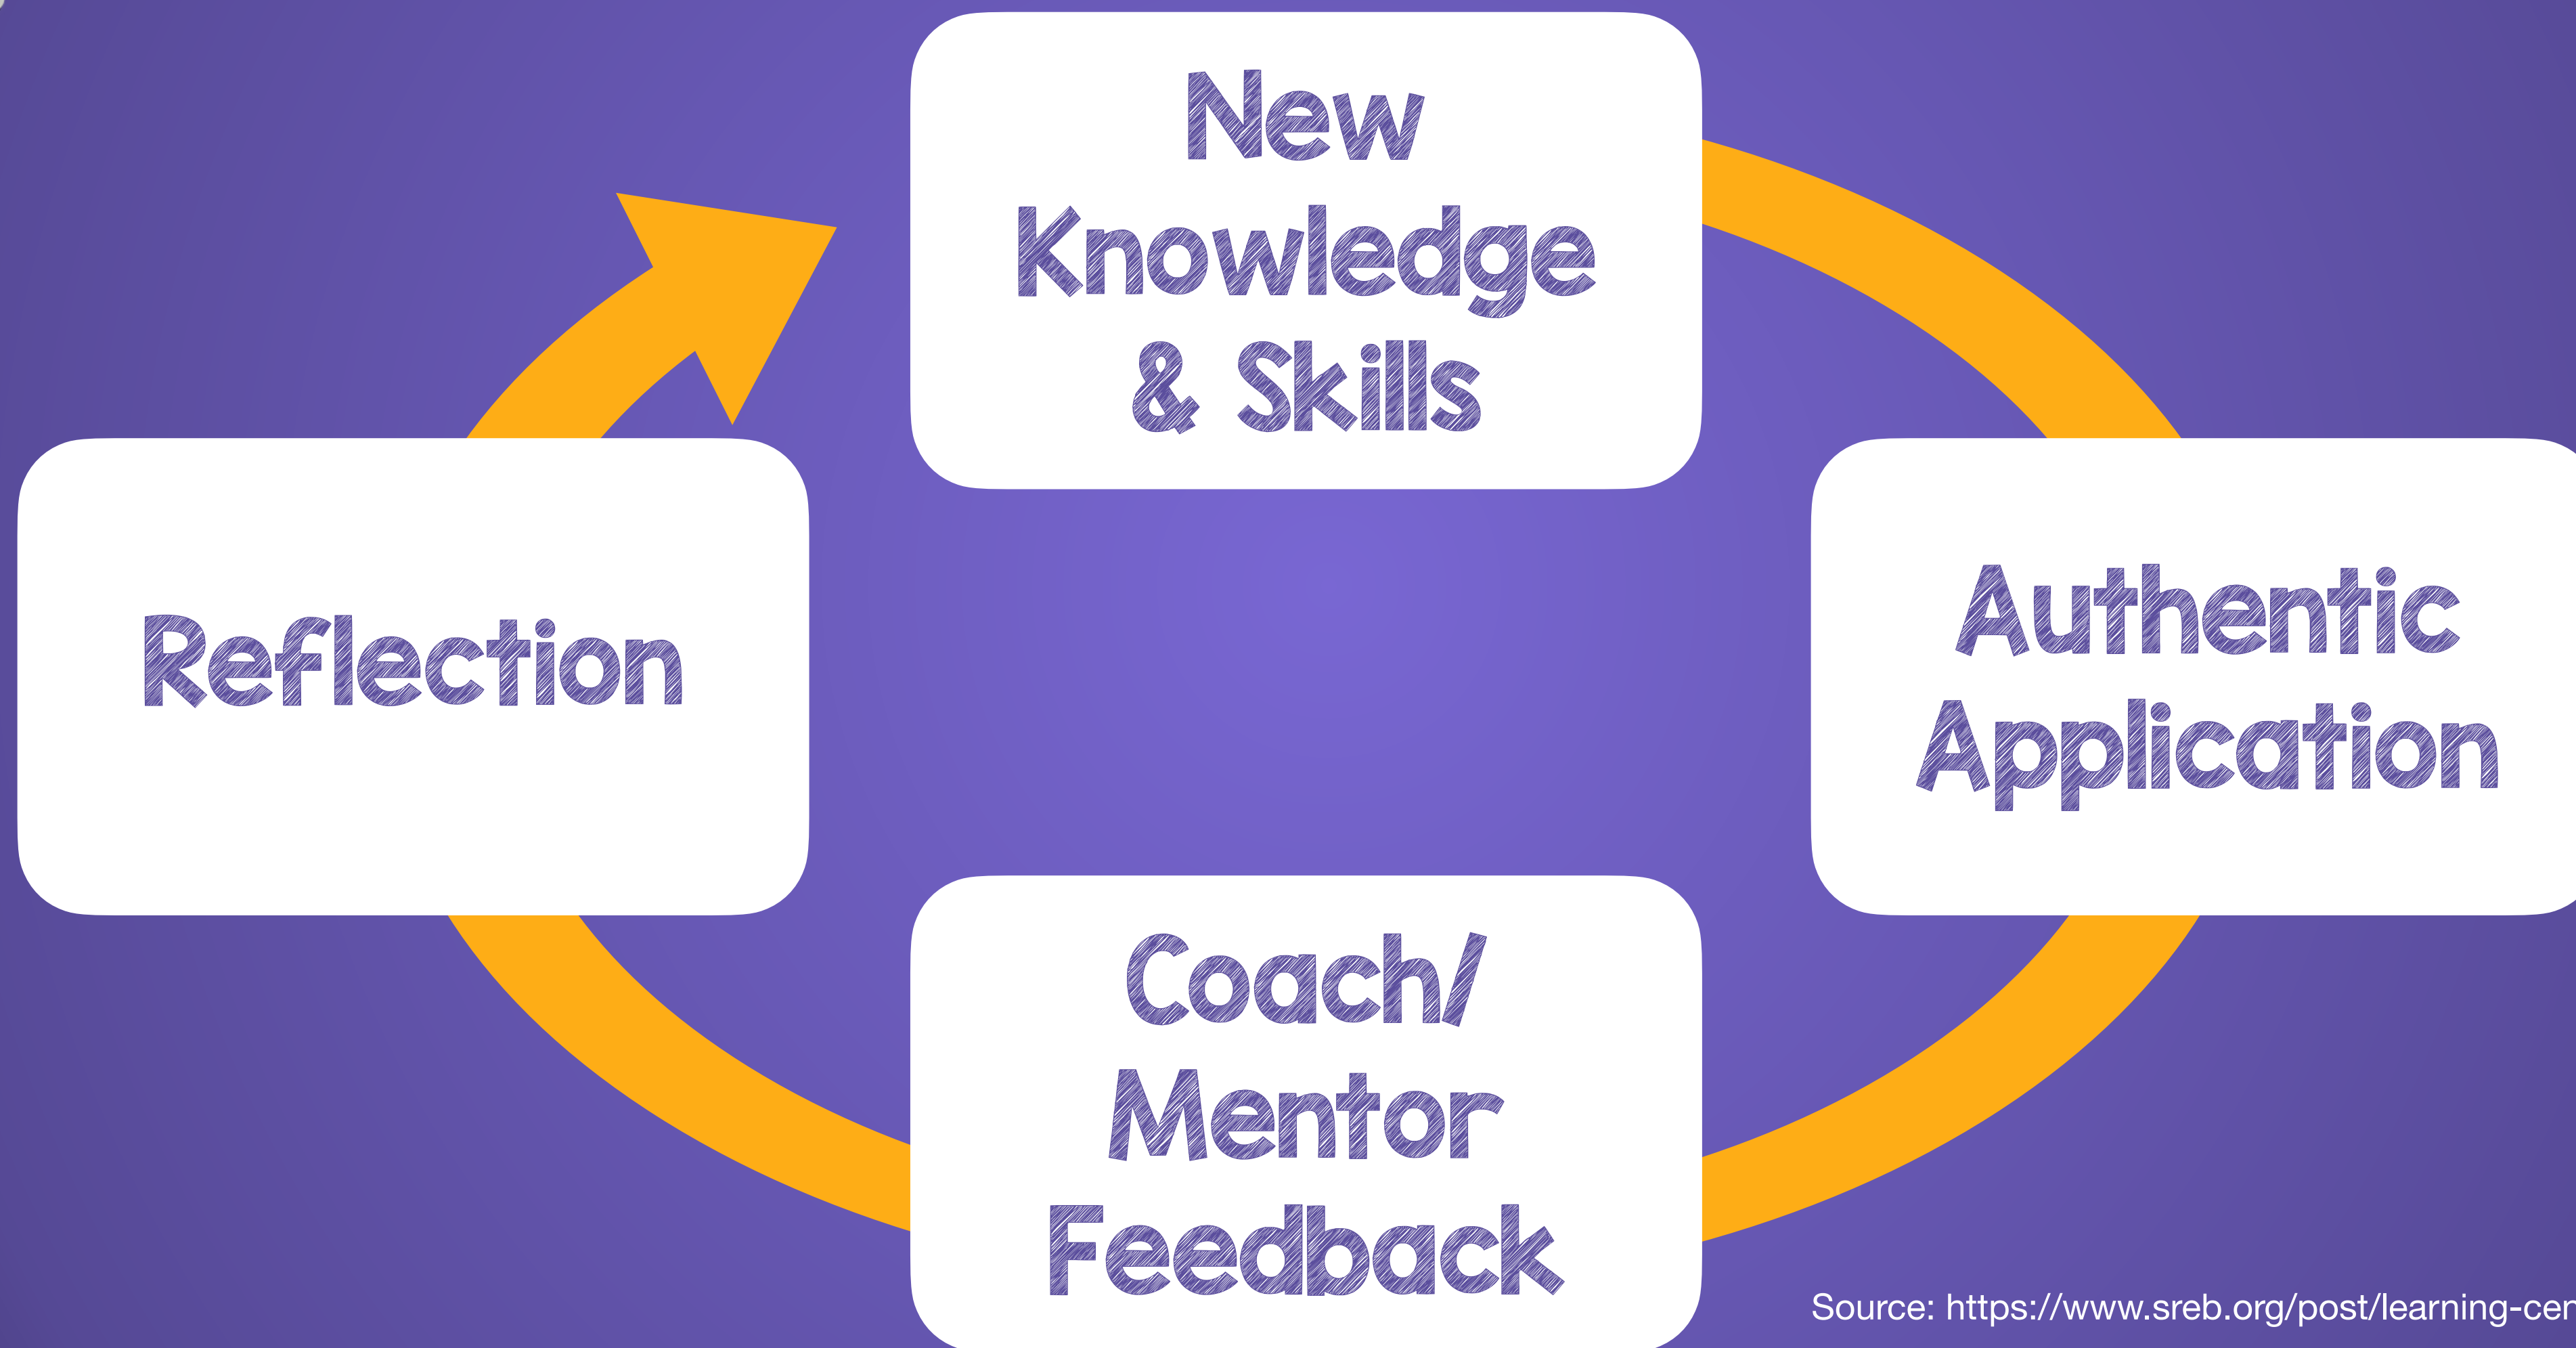 New
Knowledge
& Skills
Authentic
Application
Coach/
Mentor
Feedback
Reflection
Source: https://www.sreb.org/post/learning-cen